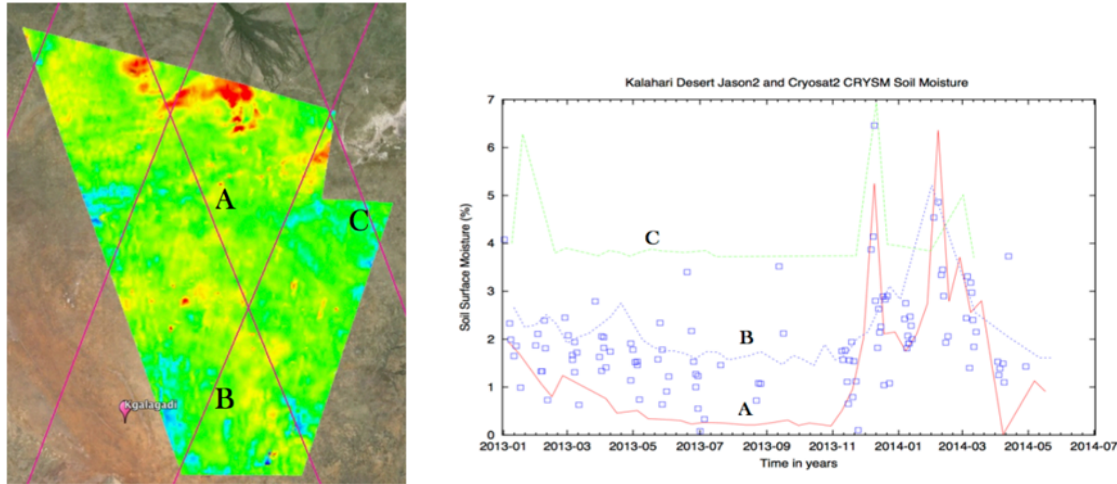 A
C
B
Kgalagadi
Kalahari Desert Jason2 and Cryosat2 CRYSM Soil Moisture
Soil Surface Moisture (%)
7
6
5
4
3
2
1
0
C
B
A
2013-01 2013-03 2013-05 2013-07 2013-09 2013-11 2014-01 2014-03 2014-05 2014-07
Time in years